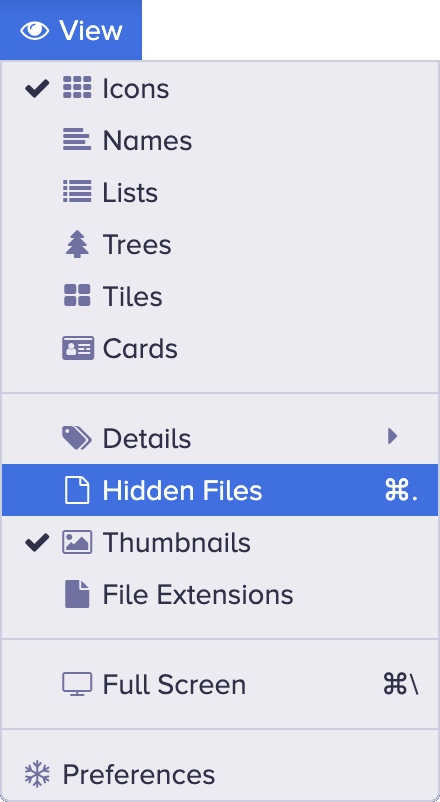 View
Icons
Names
Lists
Trees
Tiles
Cards
Details
Hidden Files ⌘.
Thumbnails
File Extensions
Full Screen ⌘\
Preferences